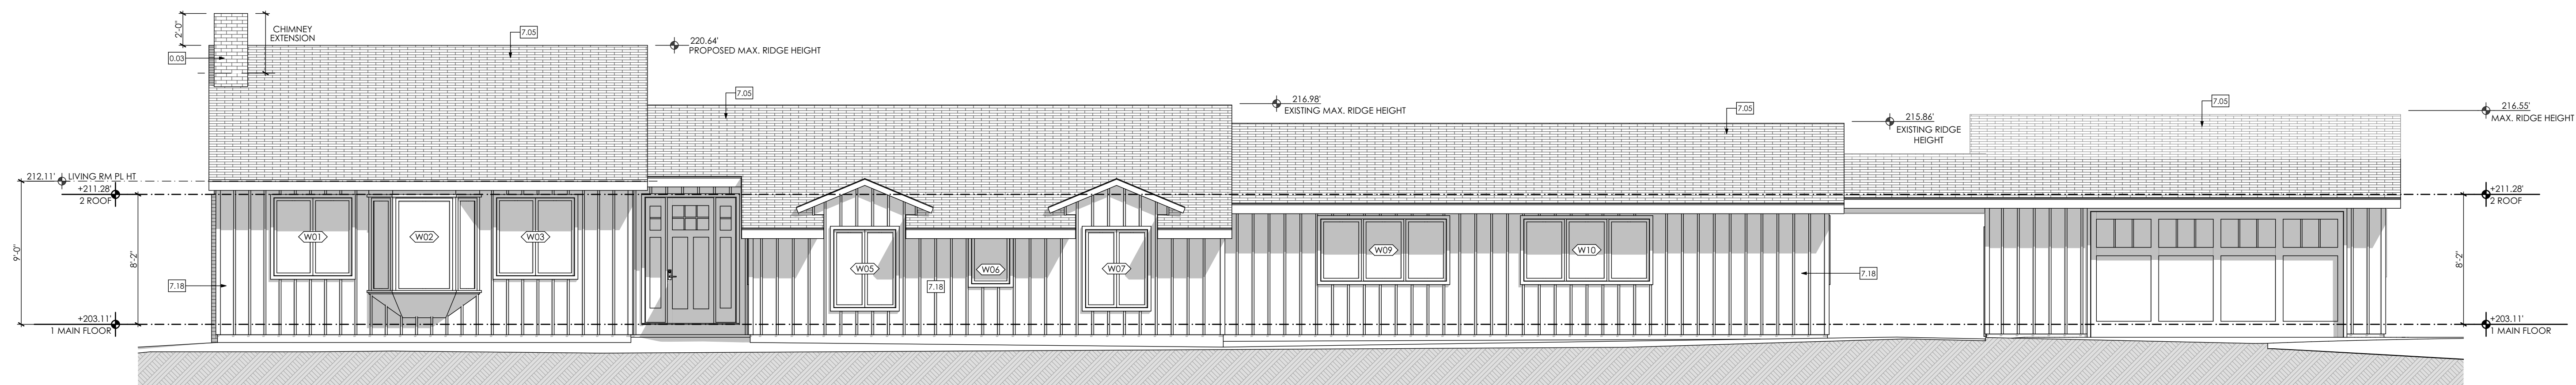 2'-0"
CHIMNEY
EXTENSION
7.05
0.03
220.64'
PROPOSED MAX. RIDGE HEIGHT
7.05
216.98'
EXISTING MAX. RIDGE HEIGHT
7.05
215.86'
EXISTING RIDGE
HEIGHT
7.05
216.55'
MAX. RIDGE HEIGHT
212.11' LIVING RM PL HT
+211.28'
2 ROOF
+211.28'
2 ROOF
9'-0"
8'-2"
W01
W02
W03
W05
W06
W07
W09
W10
7.18
7.18
7.18
8'-2"
+203.11'
1 MAIN FLOOR
+203.11'
1 MAIN FLOOR